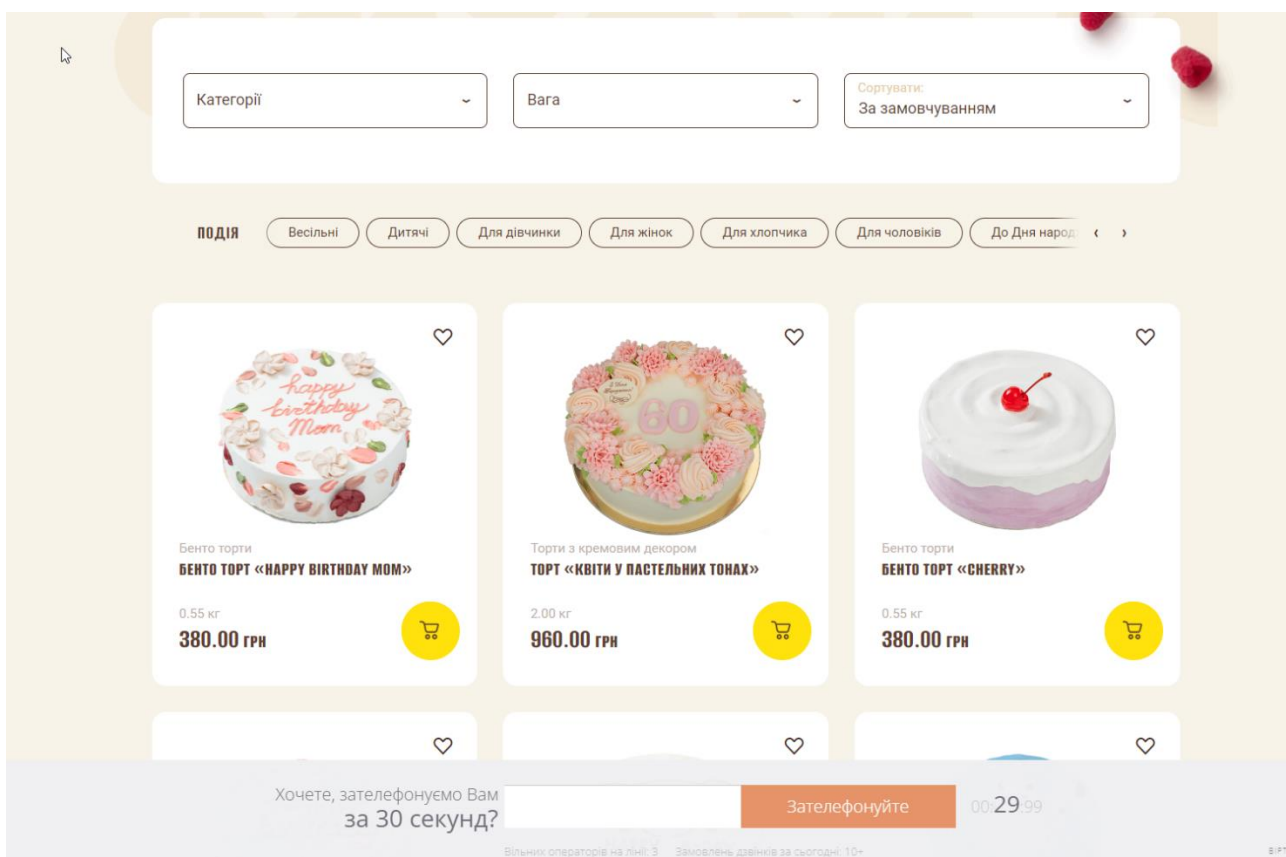 Категорії
Вага
Сортувати:
За замовчуванням
ПОДІЯ Весільні Дитячі Для дівчинки Для жінок Для хлопчика Для чоловіків До Дня народ
happy
birthday
Mom
60
Бенто торти
БЕНТО ТОРТ «HAPPY BIRTHDAY MOM»
0.55 кг
380.00 ГРН
Торти з кремовим декором
ТОРТ «КВІТИ У ПАСТЕЛЬНИХ ТОНАХ»
2.00 кг
960.00 ГРН
Бенто торти
БЕНТО ТОРТ «CHERRY»
0.55 кг
380.00 ГРН
Хочете, зателефонуємо Вам
за 30 секунд?
Зателефонуйте
00:29:99
Вільних операторів на лінії: 3 Замовлень дзвінків за сьогодні: 10+